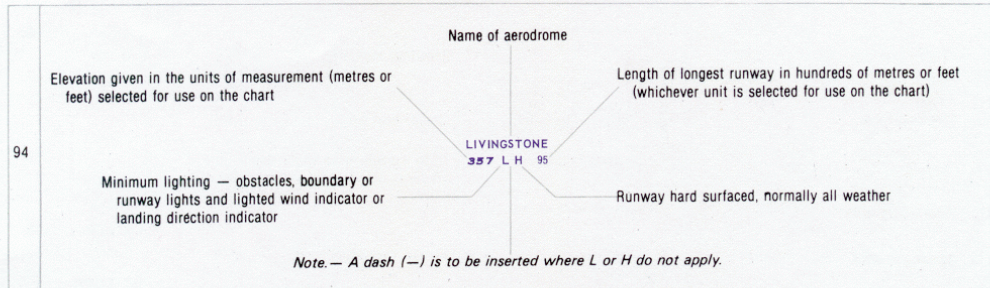 Name of aerodrome
Elevation given in the units of measurement (metres or
feet) selected for use on the chart
Length of longest runway in hundreds of metres or feet
(whichever unit is selected for use on the chart)
94
LIVINGSTONE
357 L H 95
Minimum lighting — obstacles, boundary or
runway lights and lighted wind indicator or
landing direction indicator
Runway hard surfaced, normally all weather
Note.— A dash (—) is to be inserted where L or H do not apply.